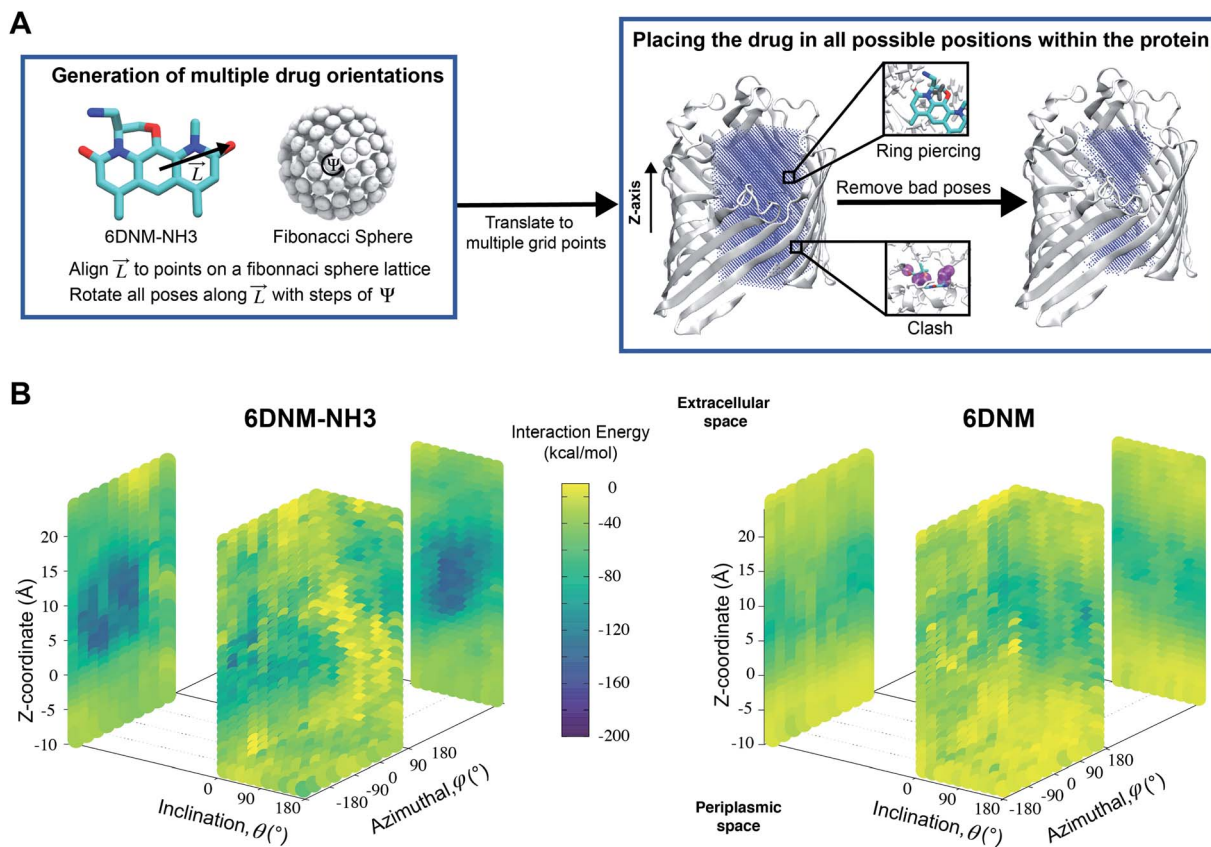 A
Generation of multiple drug orientations
L
Ψ
6DNM-NH3
Fibonacci Sphere
Align L to points on a fibonnaci sphere lattice
Rotate all poses along L with steps of Ψ
Translate to
multiple grid points
Placing the drug in all possible positions within the protein
Z-axis
Ring piercing
Remove bad poses
Clash
B
6DNM-NH3
Interaction Energy
(kcal/mol)
0
-40
-80
-120
-160
-200
Z-coordinate (Å)
20
15
10
5
0
-5
-10
0
90
180
Inclination, θ(°)
-180
-90
0
90
180
Azimuthal, φ(°)
Extracellular
space
6DNM
Z-coordinate (Å)
20
15
10
5
0
-5
-10
0
90
180
Inclination, θ(°)
-180
-90
0
90
180
Azimuthal, φ(°)
Periplasmic
space